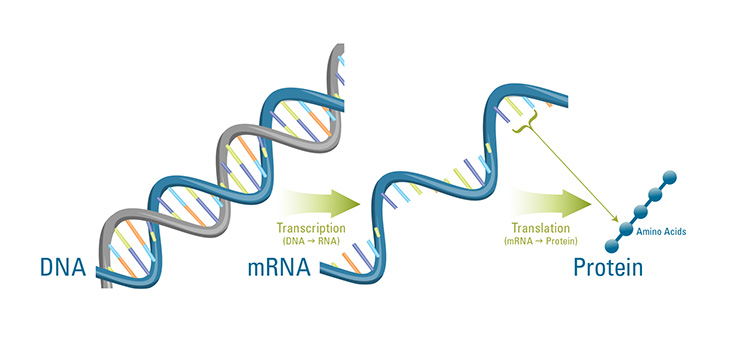 DNA
Transcription
(DNA → RNA)
mRNA
Translation
(mRNA → Protein)
Amino Acids
Protein